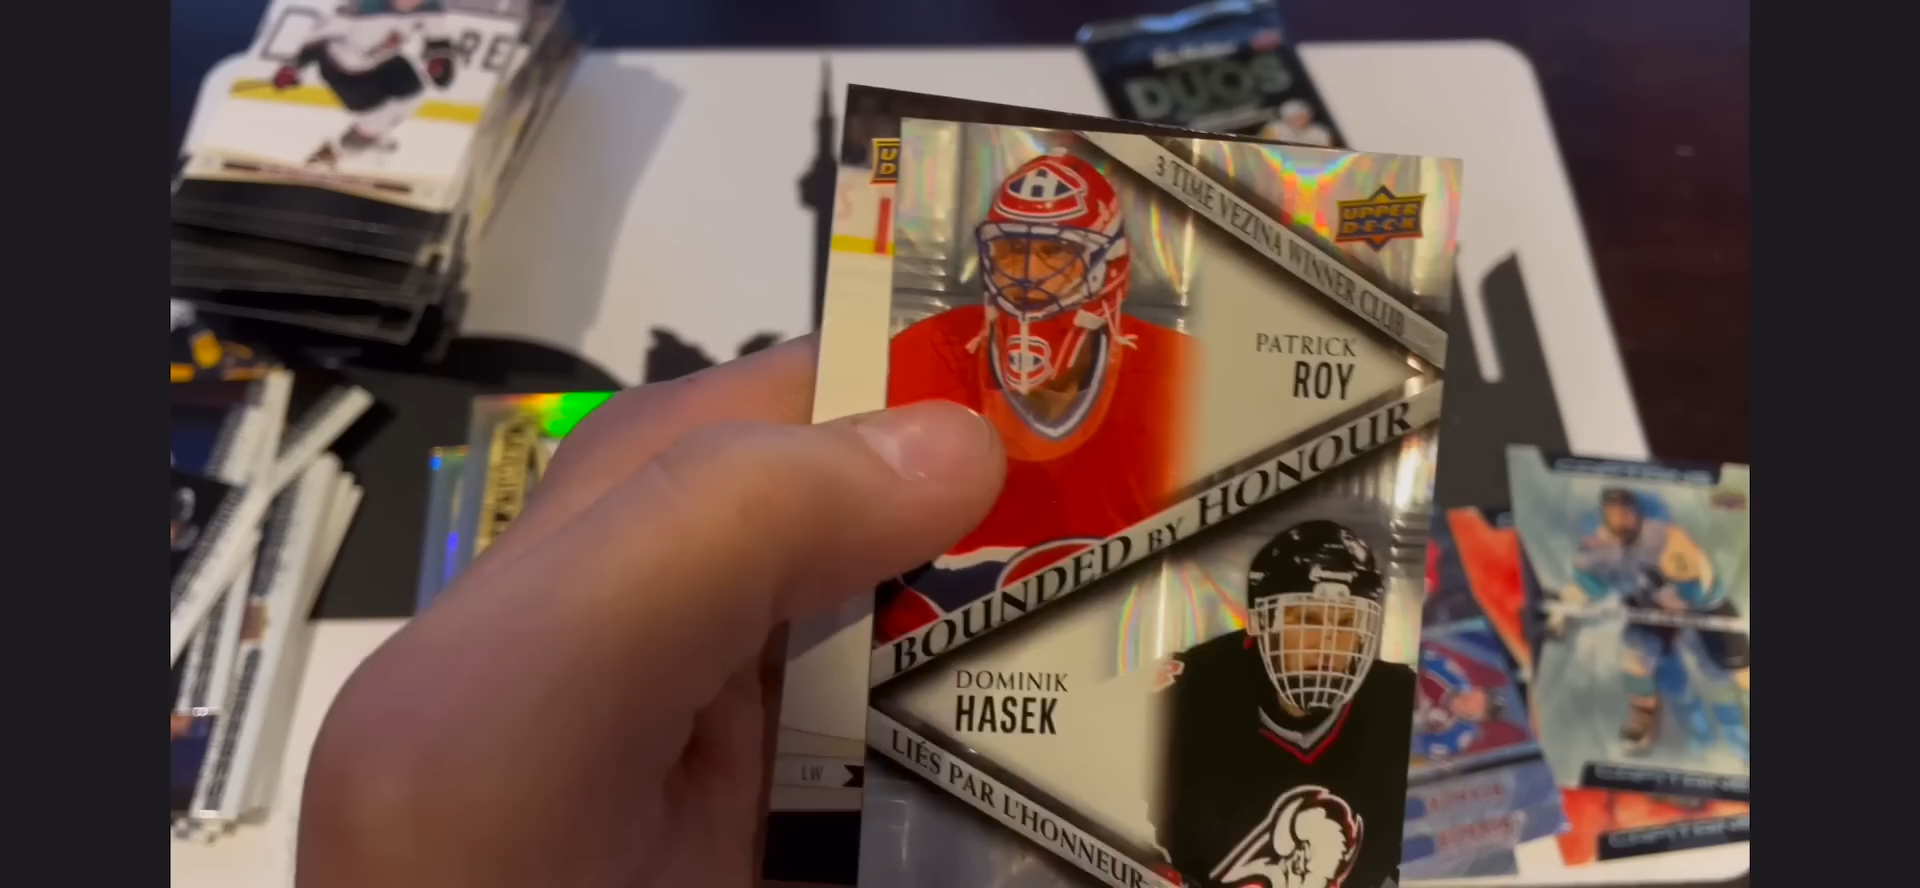 RE
DUOS
U
D
3 TIME VEZINA WINNER CLUB
UPPER
DECK
PATRICK
ROY
BOUNDED BY HONOUR
DOMINIK
HASEK
LIÉS PAR L'HONNEUR
LW